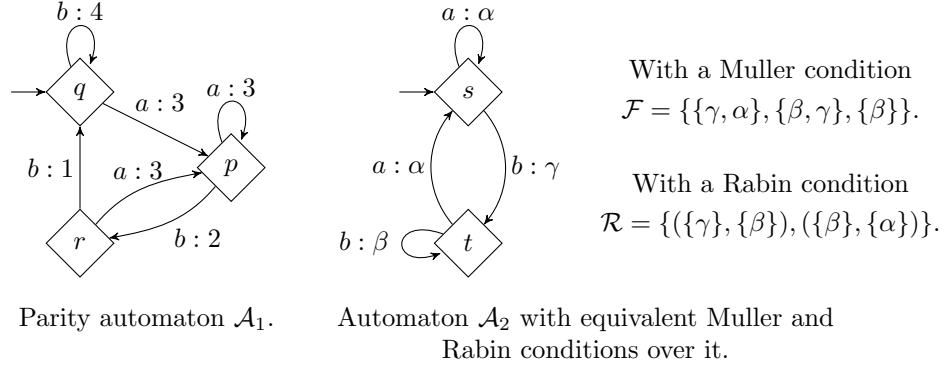 b : 4
q
a : 3
a : 3
b : 1
a : 3
p
r
b : 2
Parity automaton 𝒜₁.
a : α
s
a : α
b : γ
b : β
t
Automaton 𝒜₂ with equivalent Muller and
Rabin conditions over it.
With a Muller condition
ℱ = {{γ, α}, {β, γ}, {β}}.
With a Rabin condition
ℛ = {({γ}, {β}), ({β}, {α})}.